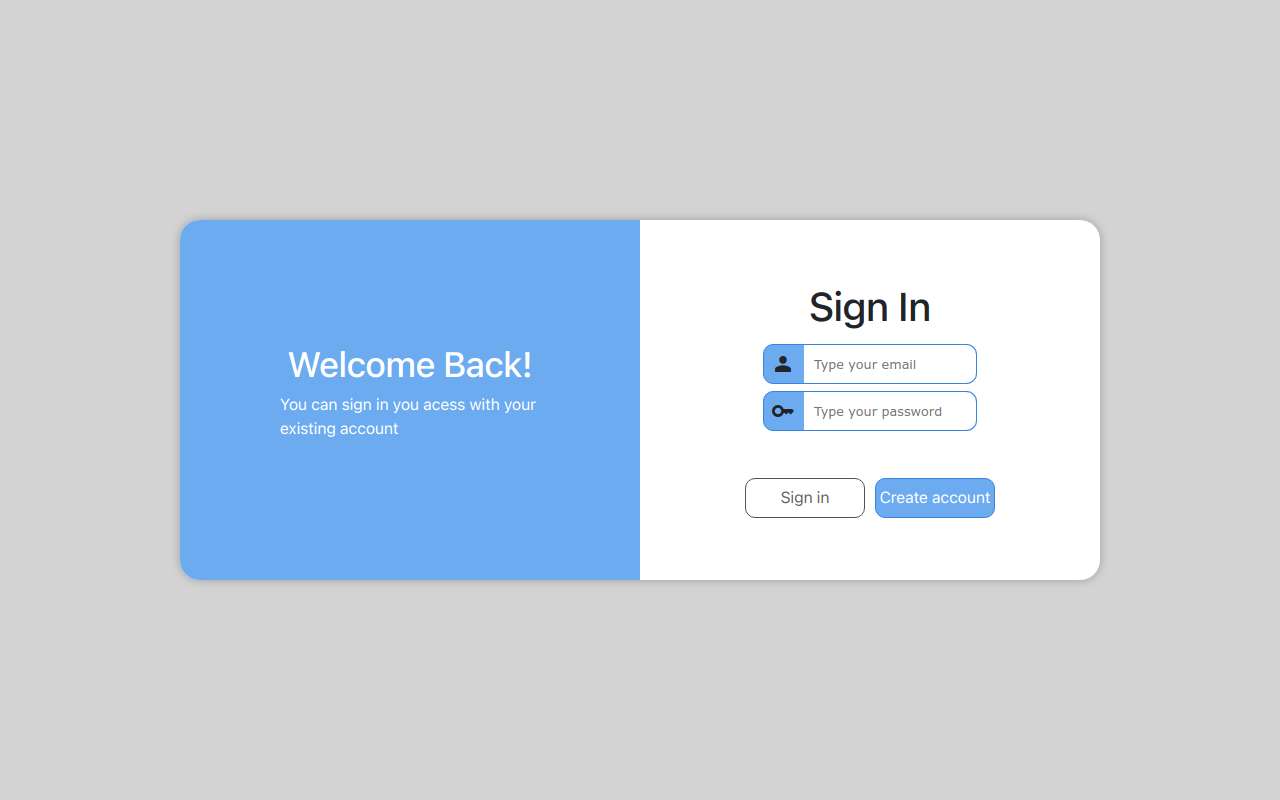 Welcome Back!
You can sign in you acess with your
existing account
Sign In
Type your email
Type your password
Sign in
Create account